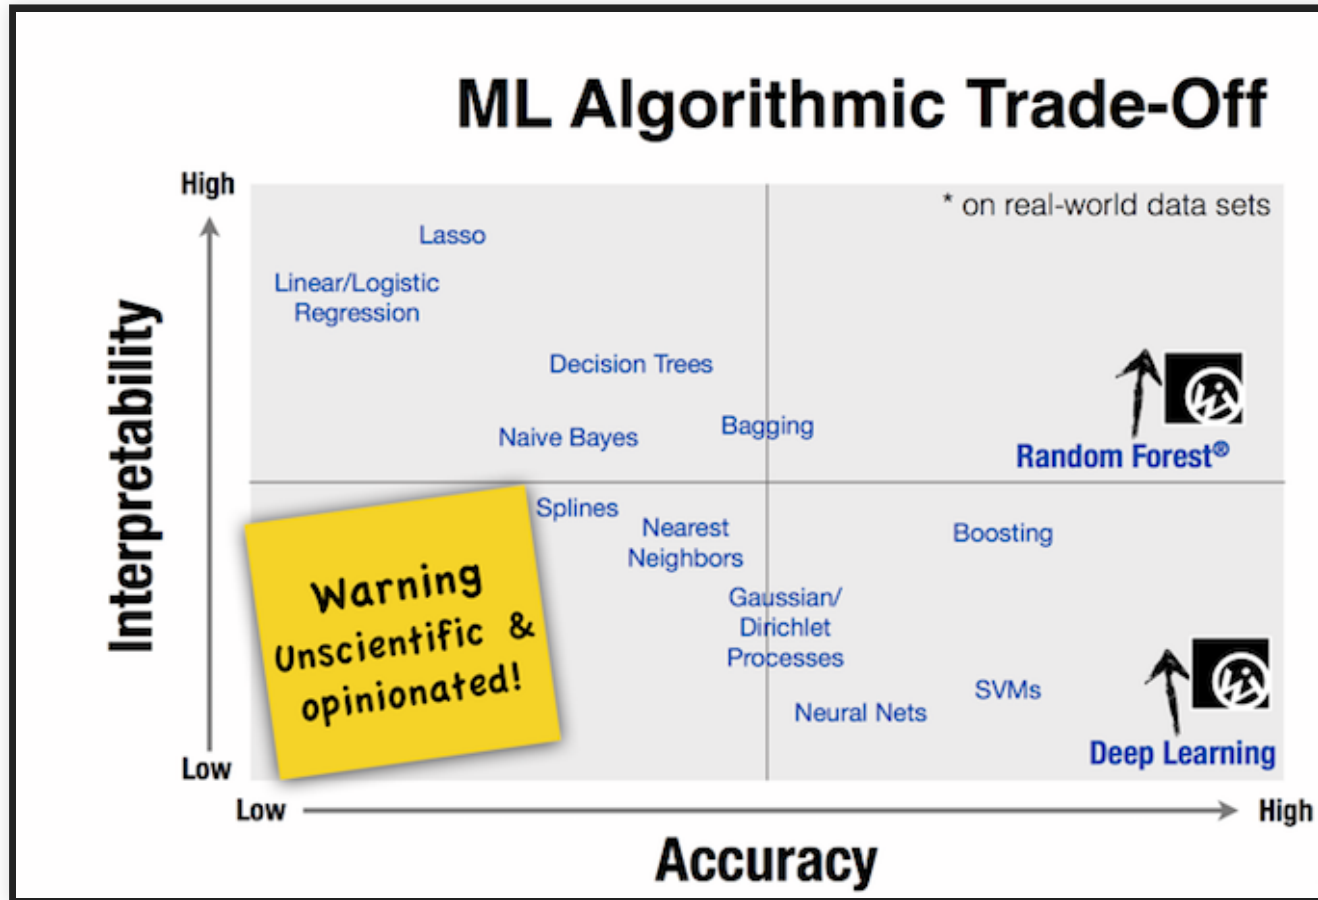 ML Algorithmic Trade-Off
High
* on real-world data sets
Lasso
Linear/Logistic
Regression
Decision Trees
Bagging
Naive Bayes
Random Forest®
Interpretability
Splines
Nearest
Neighbors
Boosting
Warning
Unscientific &
opinionated!
Gaussian/
Dirichlet
Processes
SVMs
Neural Nets
Deep Learning
Low
Low
High
Accuracy